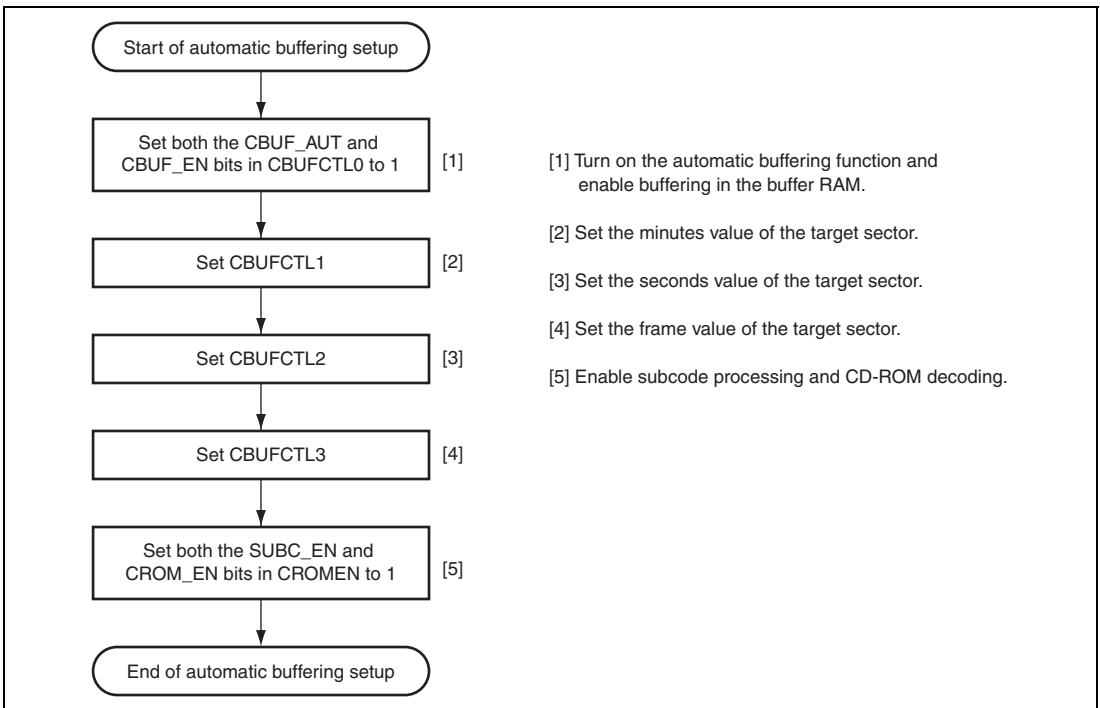 Start of automatic buffering setup
Set both the CBUF_AUT and
CBUF_EN bits in CBUFCTL0 to 1
[1]
Set CBUFCTL1
[2]
Set CBUFCTL2
[3]
Set CBUFCTL3
[4]
Set both the SUBC_EN and
CROM_EN bits in CROMEN to 1
[5]
End of automatic buffering setup
[1] Turn on the automatic buffering function and
enable buffering in the buffer RAM.
[2] Set the minutes value of the target sector.
[3] Set the seconds value of the target sector.
[4] Set the frame value of the target sector.
[5] Enable subcode processing and CD-ROM decoding.